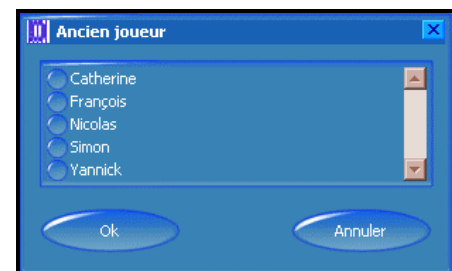 Ancien joueur
Catherine
François
Nicolas
Simon
Yannick
Ok Annuler